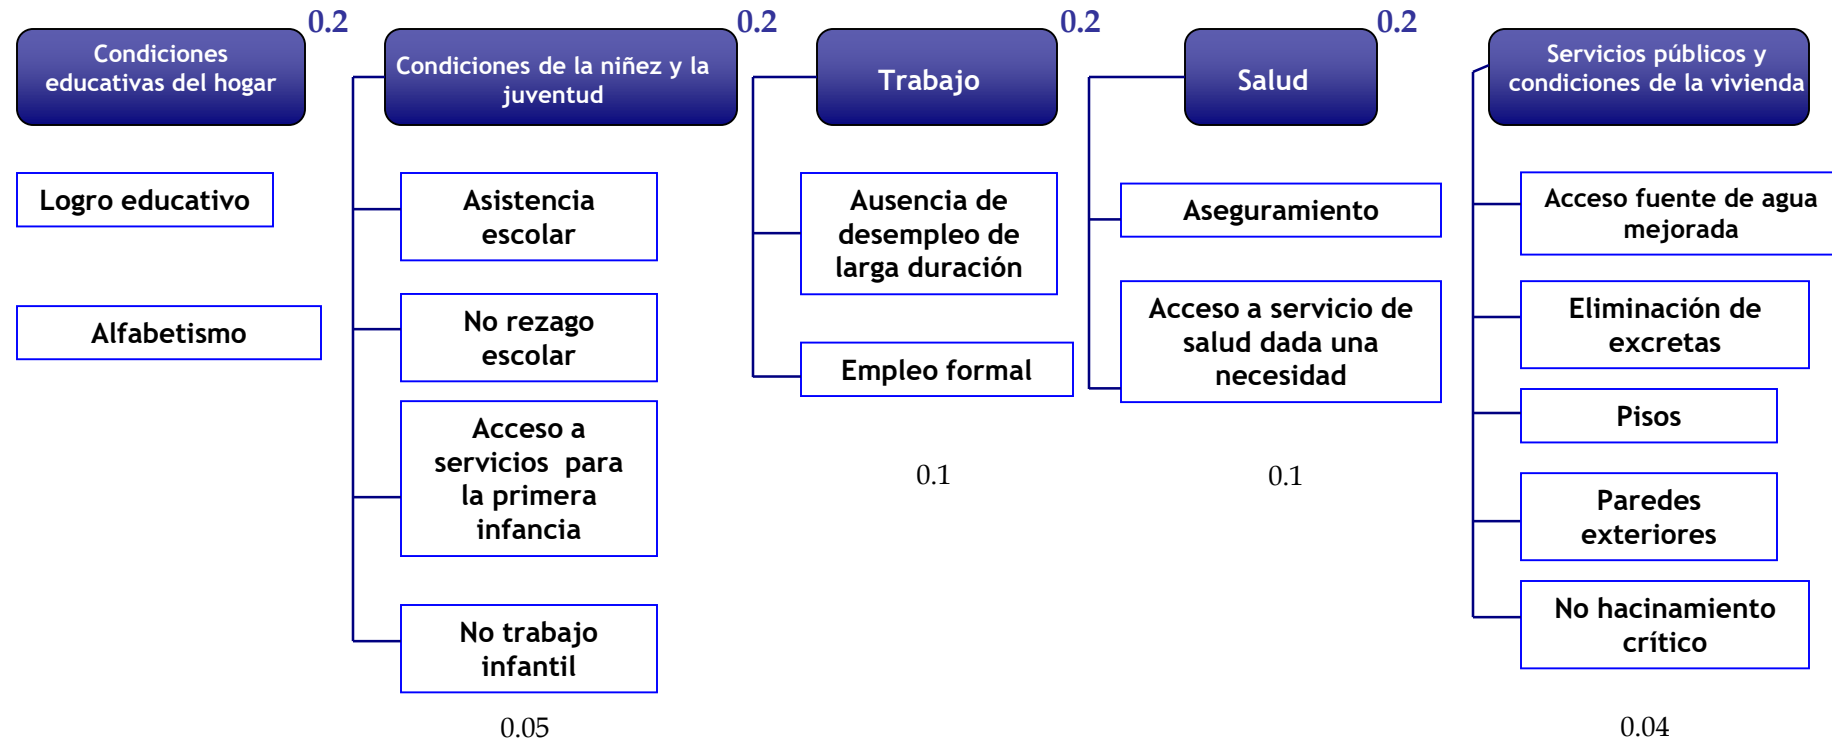 0.2
Condiciones
educativas del hogar
Logro educativo
Alfabetismo
0.2
Condiciones de la niñez y la
juventud
Asistencia
escolar
No rezago
escolar
Acceso a
servicios para
la primera
infancia
No trabajo
infantil
0.05
0.2
Trabajo
Ausencia de
desempleo de
larga duración
Empleo formal
0.1
0.2
Salud
Aseguramiento
Acceso a servicio de
salud dada una
necesidad
0.1
Servicios públicos y
condiciones de la vivienda
Acceso fuente de agua
mejorada
Eliminación de
excretas
Pisos
Paredes
exteriores
No hacinamiento
crítico
0.04